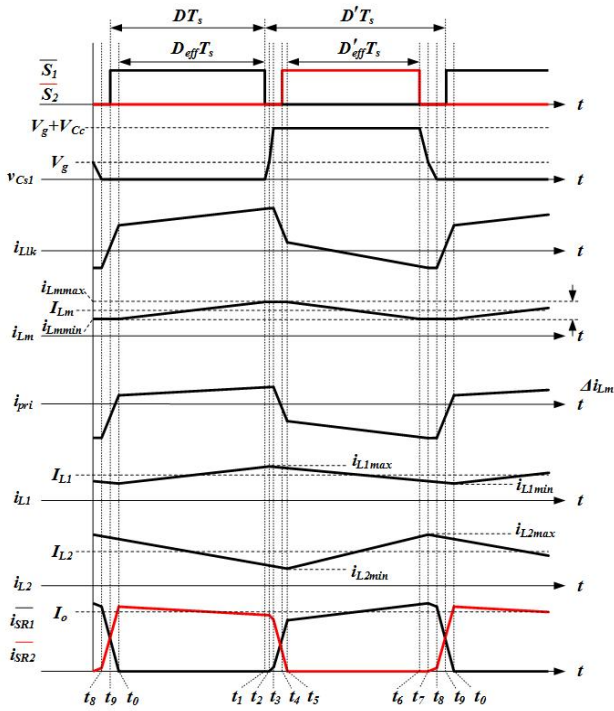 DTs D'Ts
DeffTs D'effTs
S1
S2 t
Vg+VCc
Vg
vCs1 t
iLlk t
iLmmax
ILm
iLmmin
iLm t
ΔiLm
ipri t
IL1 iL1max
iL1min
iL1 t
iL2max
IL2
iL2min
iL2 t
iSR1 Io
iSR2 t
t8 t9 t0 t1 t2 t3 t4 t5 t6 t7 t8 t9 t0